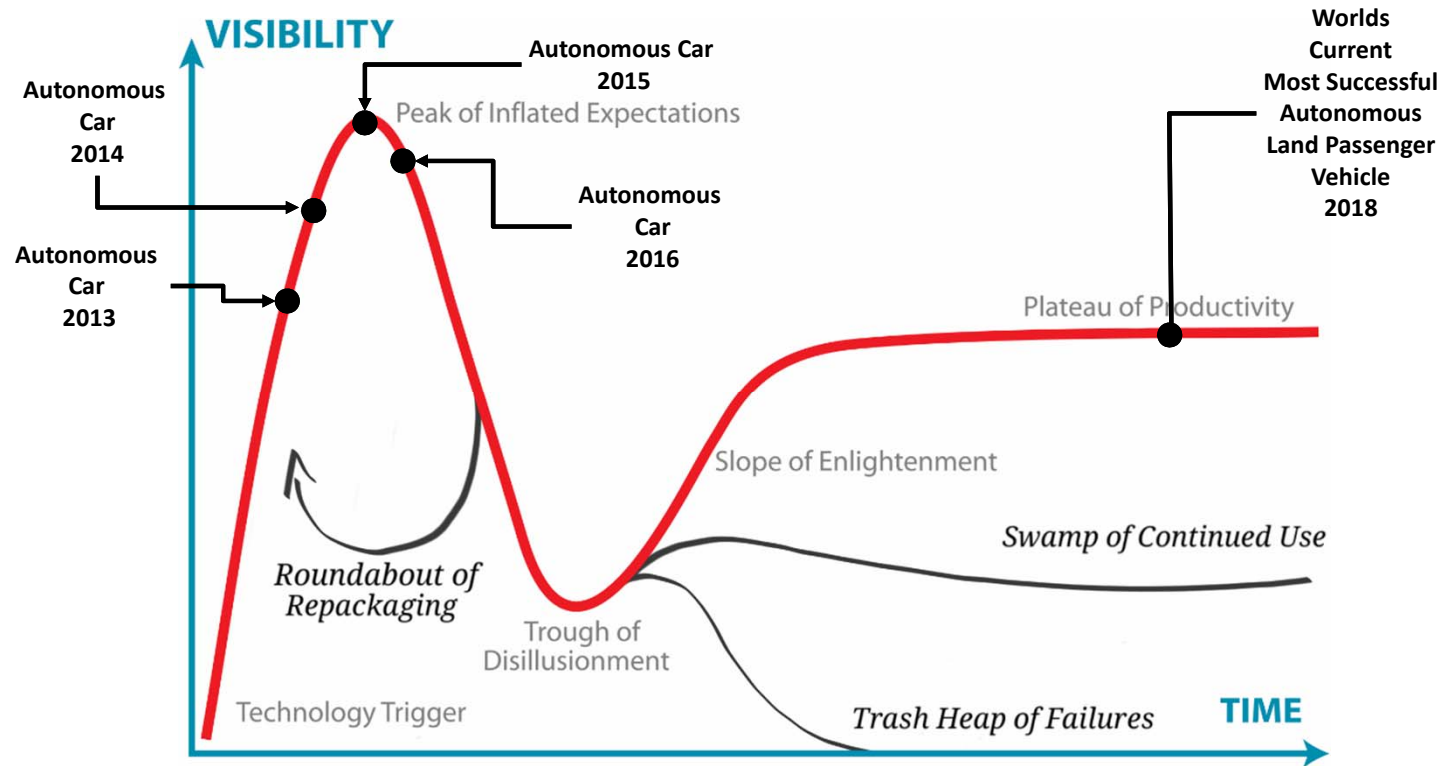 VISIBILITY
Autonomous Car
2015
Worlds
Current
Most Successful
Autonomous
Land Passenger
Vehicle
2018
Autonomous
Car
2014
Peak of Inflated Expectations
Autonomous
Car
2016
Autonomous
Car
2013
Plateau of Productivity
Slope of Enlightenment
Swamp of Continued Use
Roundabout of
Repackaging
Trough of
Disillusionment
Technology Trigger
Trash Heap of Failures
TIME